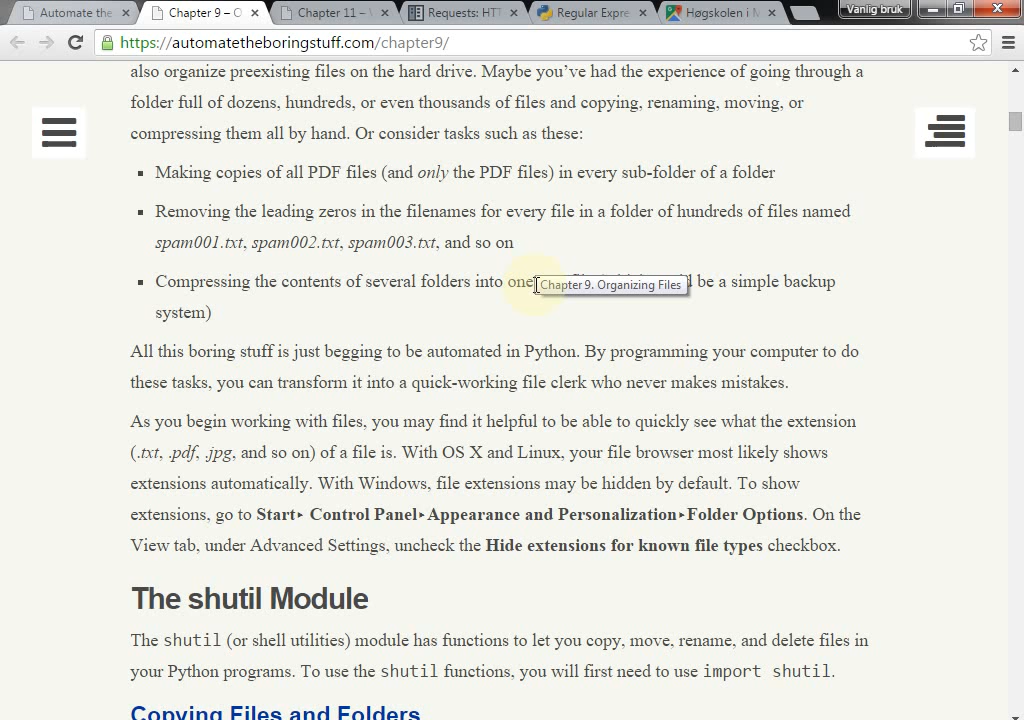 Automate the
Chapter 9 – O
Chapter 11 –
Requests: HT
Regular Expre
Høgskolen i
Vanlig bruk
https://automatetheboringstuff.com/chapter9/
also organize preexisting files on the hard drive. Maybe you've had the experience of going through a
folder full of dozens, hundreds, or even thousands of files and copying, renaming, moving, or
compressing them all by hand. Or consider tasks such as these:
Making copies of all PDF files (and only the PDF files) in every sub-folder of a folder
Removing the leading zeros in the filenames for every file in a folder of hundreds of files named
spam001.txt, spam002.txt, spam003.txt, and so on
Compressing the contents of several folders into one be a simple backup
Chapter 9. Organizing Files
system)
All this boring stuff is just begging to be automated in Python. By programming your computer to do
these tasks, you can transform it into a quick-working file clerk who never makes mistakes.
As you begin working with files, you may find it helpful to be able to quickly see what the extension
(.txt, .pdf, .jpg, and so on) of a file is. With OS X and Linux, your file browser most likely shows
extensions automatically. With Windows, file extensions may be hidden by default. To show
extensions, go to Start▸ Control Panel▸Appearance and Personalization▸Folder Options. On the
View tab, under Advanced Settings, uncheck the Hide extensions for known file types checkbox.
The shutil Module
The shutil (or shell utilities) module has functions to let you copy, move, rename, and delete files in
your Python programs. To use the shutil functions, you will first need to use import shutil.
Copying Files and Folders